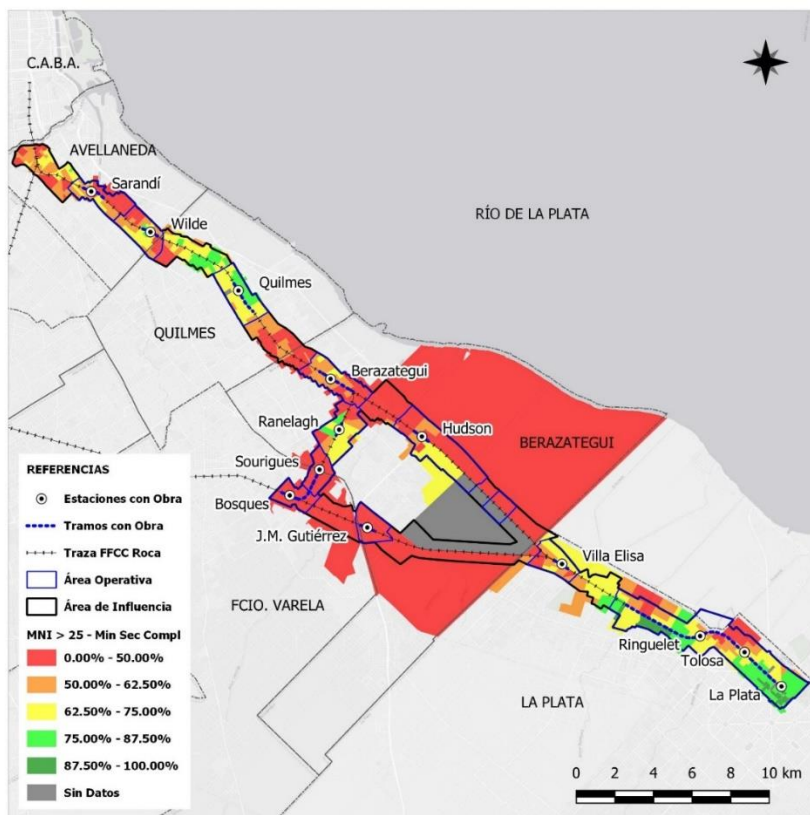 C.A.B.A.
AVELLANEDA
Sarandí
Wilde
RÍO DE LA PLATA
Quilmes
QUILMES
Berazategui
Ranelagh
Hudson
BERAZATEGUI
Sourigues
Bosques
J.M. Gutiérrez
Villa Elisa
FCIO. VARELA
Ringuelet
Tolosa
La Plata
LA PLATA
REFERENCIAS
Estaciones con Obra
Tramos con Obra
Traza FFCC Roca
Área Operativa
Área de Influencia
MNI > 25 - Min Sec Compl
0.00% - 50.00%
50.00% - 62.50%
62.50% - 75.00%
75.00% - 87.50%
87.50% - 100.00%
Sin Datos
0 2 4 6 8 10 km